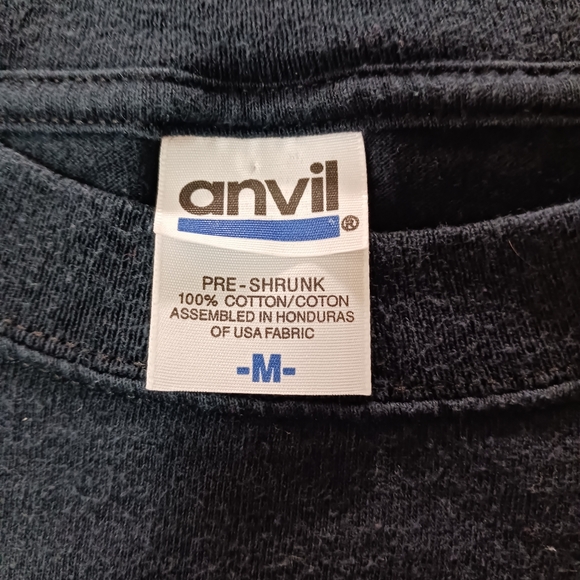 anvil
®
PRE-SHRUNK
100% COTTON/COTON
ASSEMBLED IN HONDURAS
OF USA FABRIC
-M-